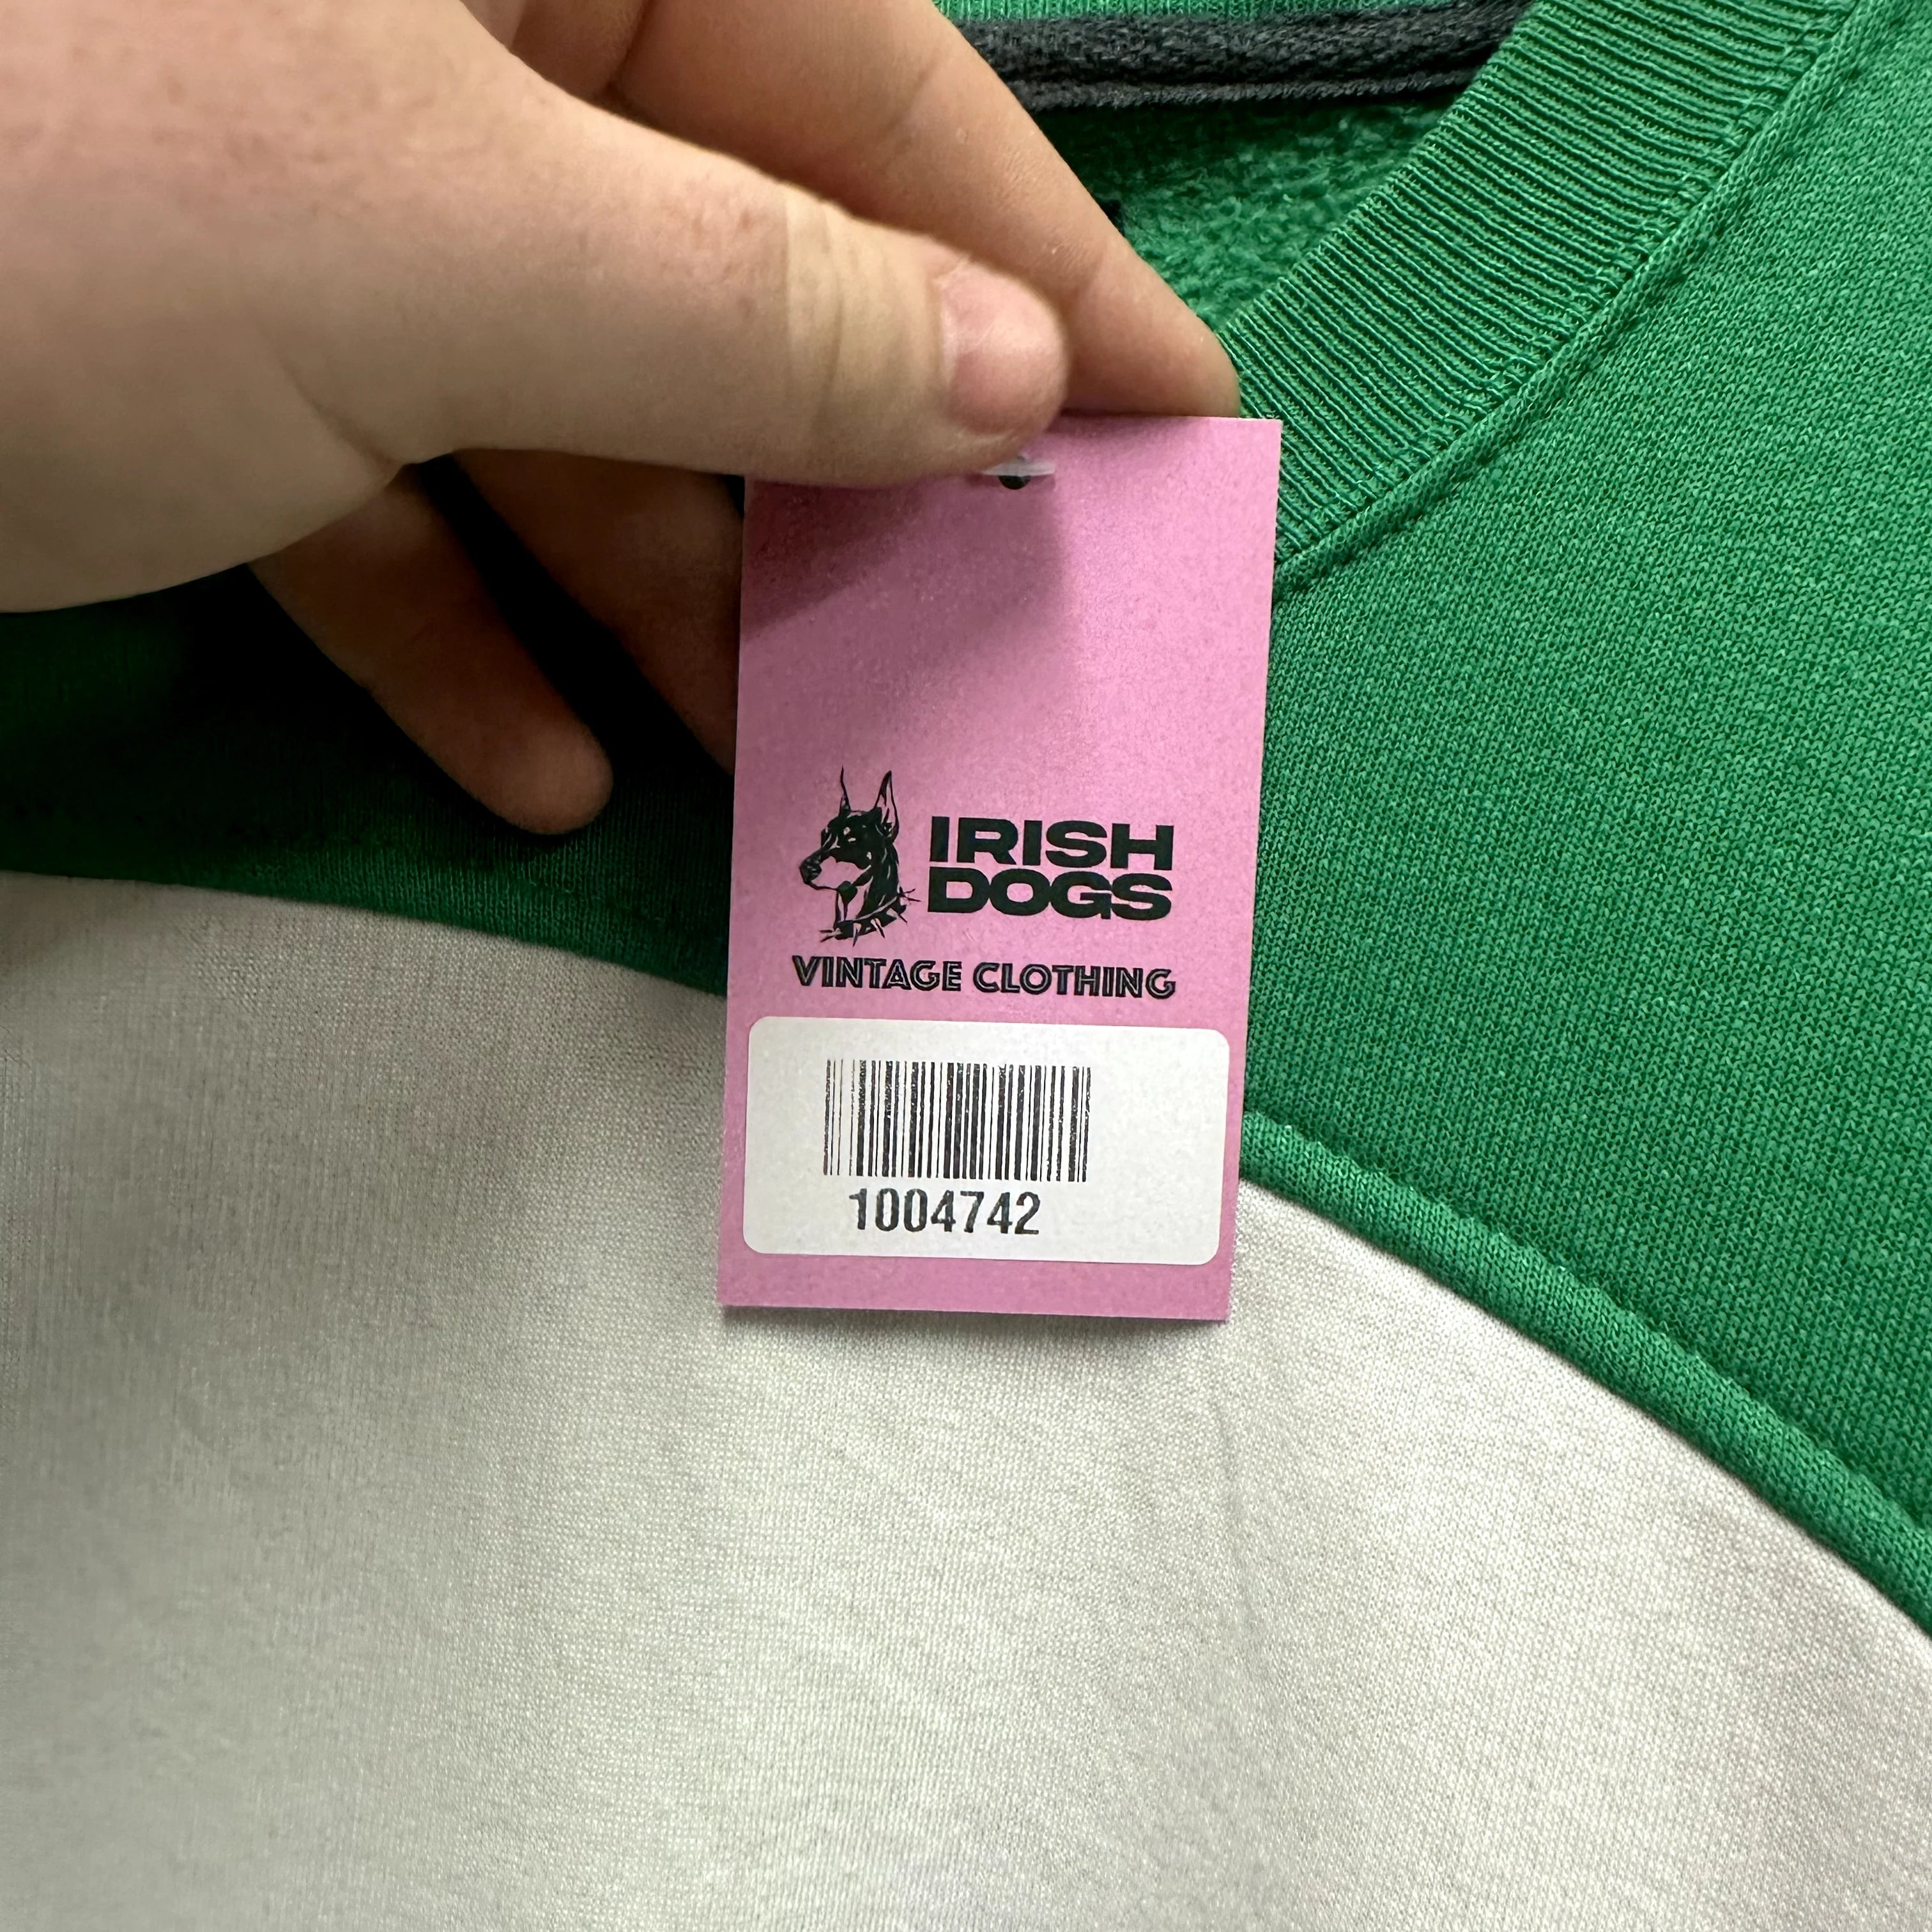 IRISH
DOGS
VINTAGE CLOTHING
1004742